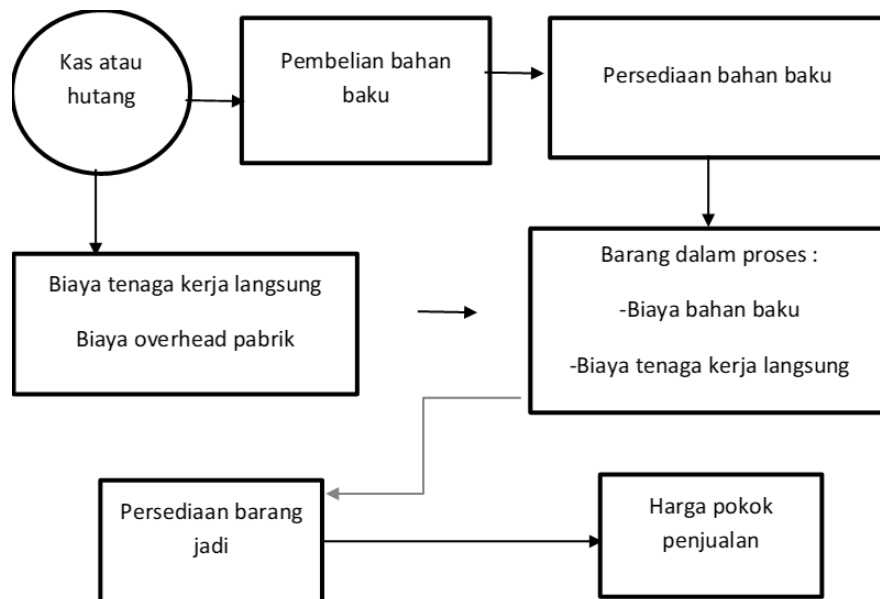 Kas atau
hutang
Pembelian bahan
baku
Persediaan bahan baku
Biaya tenaga kerja langsung
Biaya overhead pabrik
Barang dalam proses :
-Biaya bahan baku
-Biaya tenaga kerja langsung
Persediaan barang
jadi
Harga pokok
penjualan